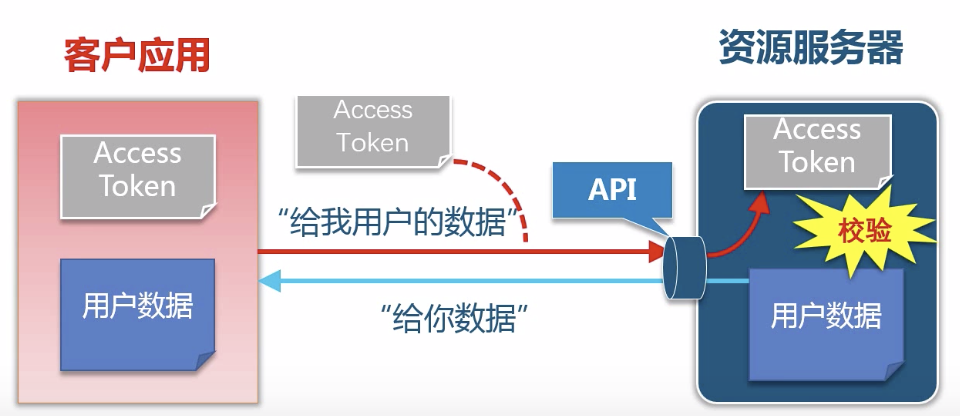 客户应用
资源服务器
Access
Token
Access
Token
Access
Token
API
“给我用户的数据”
校验
用户数据
“给你数据”
用户数据